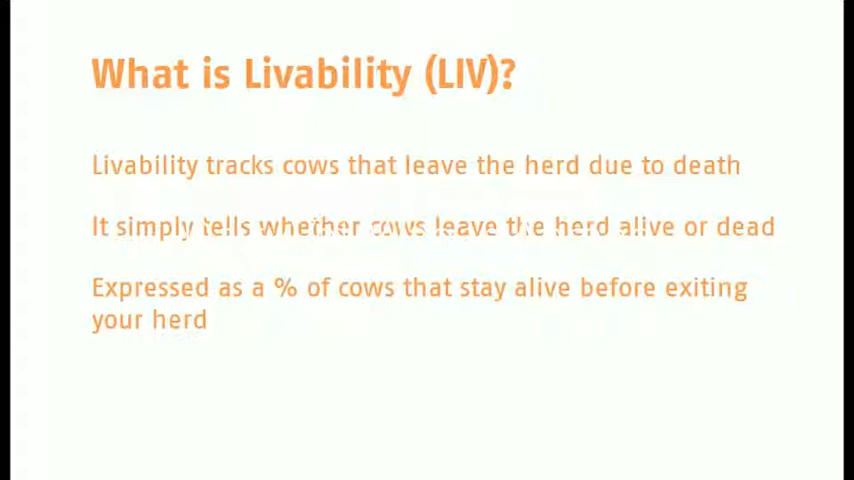 What is Livability (LIV)?
Livability tracks cows that leave the herd due to death
It simply tells whether cows leave the herd alive or dead
Expressed as a % of cows that stay alive before exiting
your herd